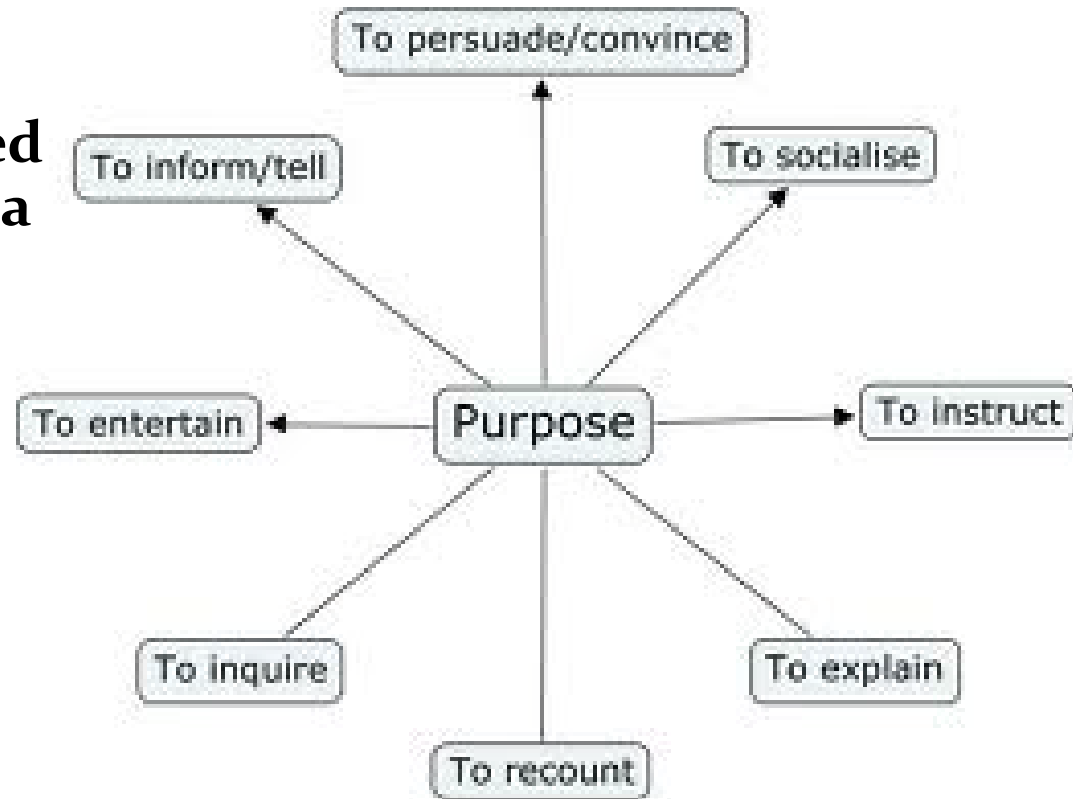 To persuade/convince
ed
To inform/tell
To socialise
a
To entertain
Purpose
To instruct
To inquire
To explain
To recount